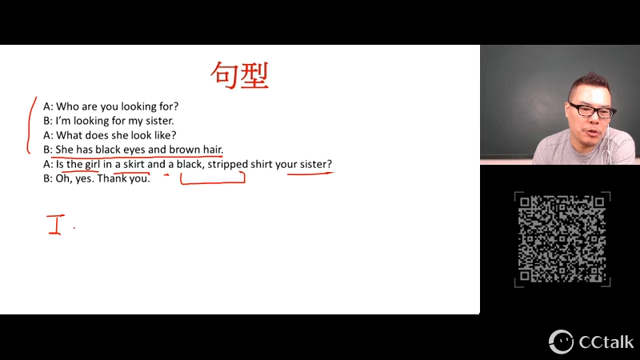 句型
A: Who are you looking for?
B: I'm looking for my sister.
A: What does she look like?
B: She has black eyes and brown hair.
A: Is the girl in a skirt and a black, stripped shirt your sister?
B: Oh, yes. Thank you.
I
CCtalk